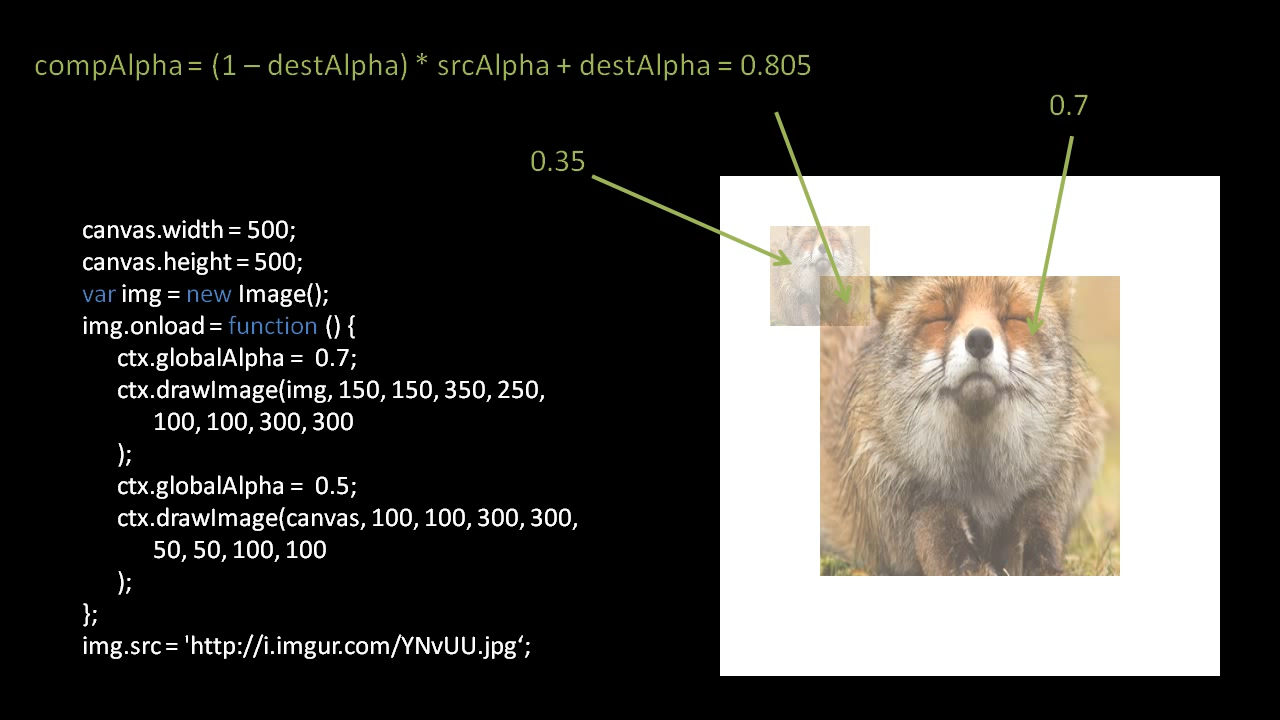 compAlpha = (1 – destAlpha) * srcAlpha + destAlpha = 0.805
0.7
0.35
canvas.width = 500;
canvas.height = 500;
var img = new Image();
img.onload = function () {
ctx.globalAlpha =  0.7;
ctx.drawImage(img, 150, 150, 350, 250,
100, 100, 300, 300
);
ctx.globalAlpha =  0.5;
ctx.drawImage(canvas, 100, 100, 300, 300,
50, 50, 100, 100
);
};
img.src = 'http://i.imgur.com/YNvUU.jpg‘;